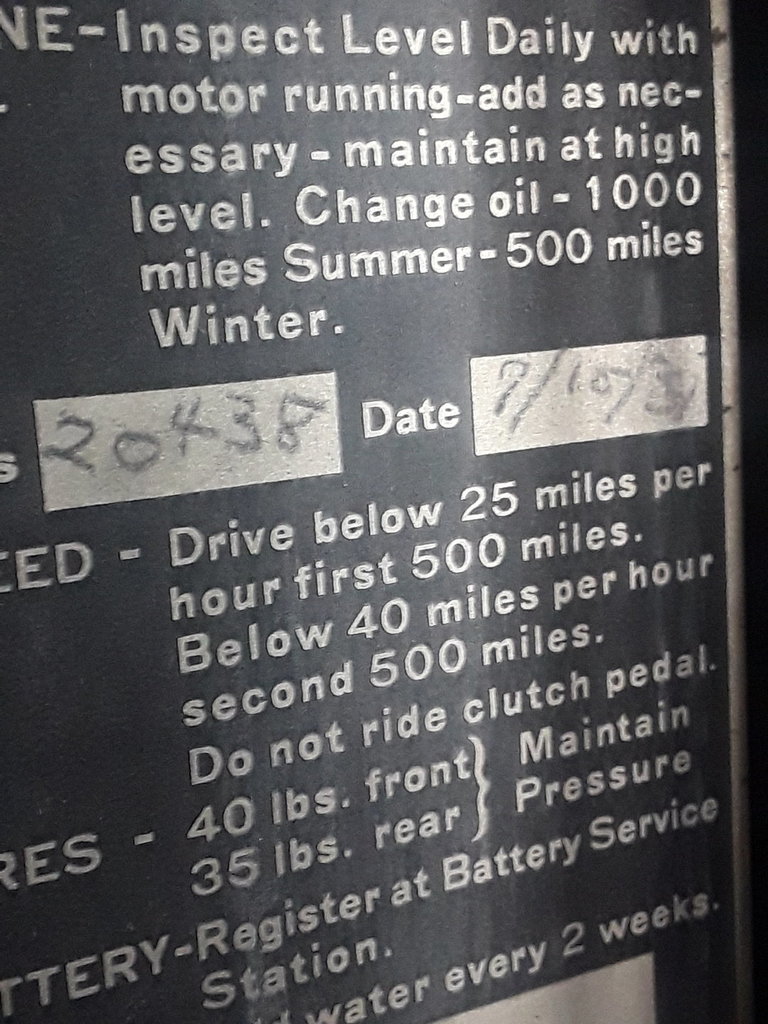 NE-Inspect Level Daily with
motor running-add as nec-
essary - maintain at high
level. Change oil - 1000
miles Summer-500 miles
Winter.
s 20438 Date
EED - Drive below 25 miles per
hour first 500 miles.
Below 40 miles per hour
second 500 miles.
Do not ride clutch pedal.
RES - 40 lbs. front } Maintain
35 lbs. rear } Pressure
TTERY-Register at Battery Service
Station.
water every 2 weeks.